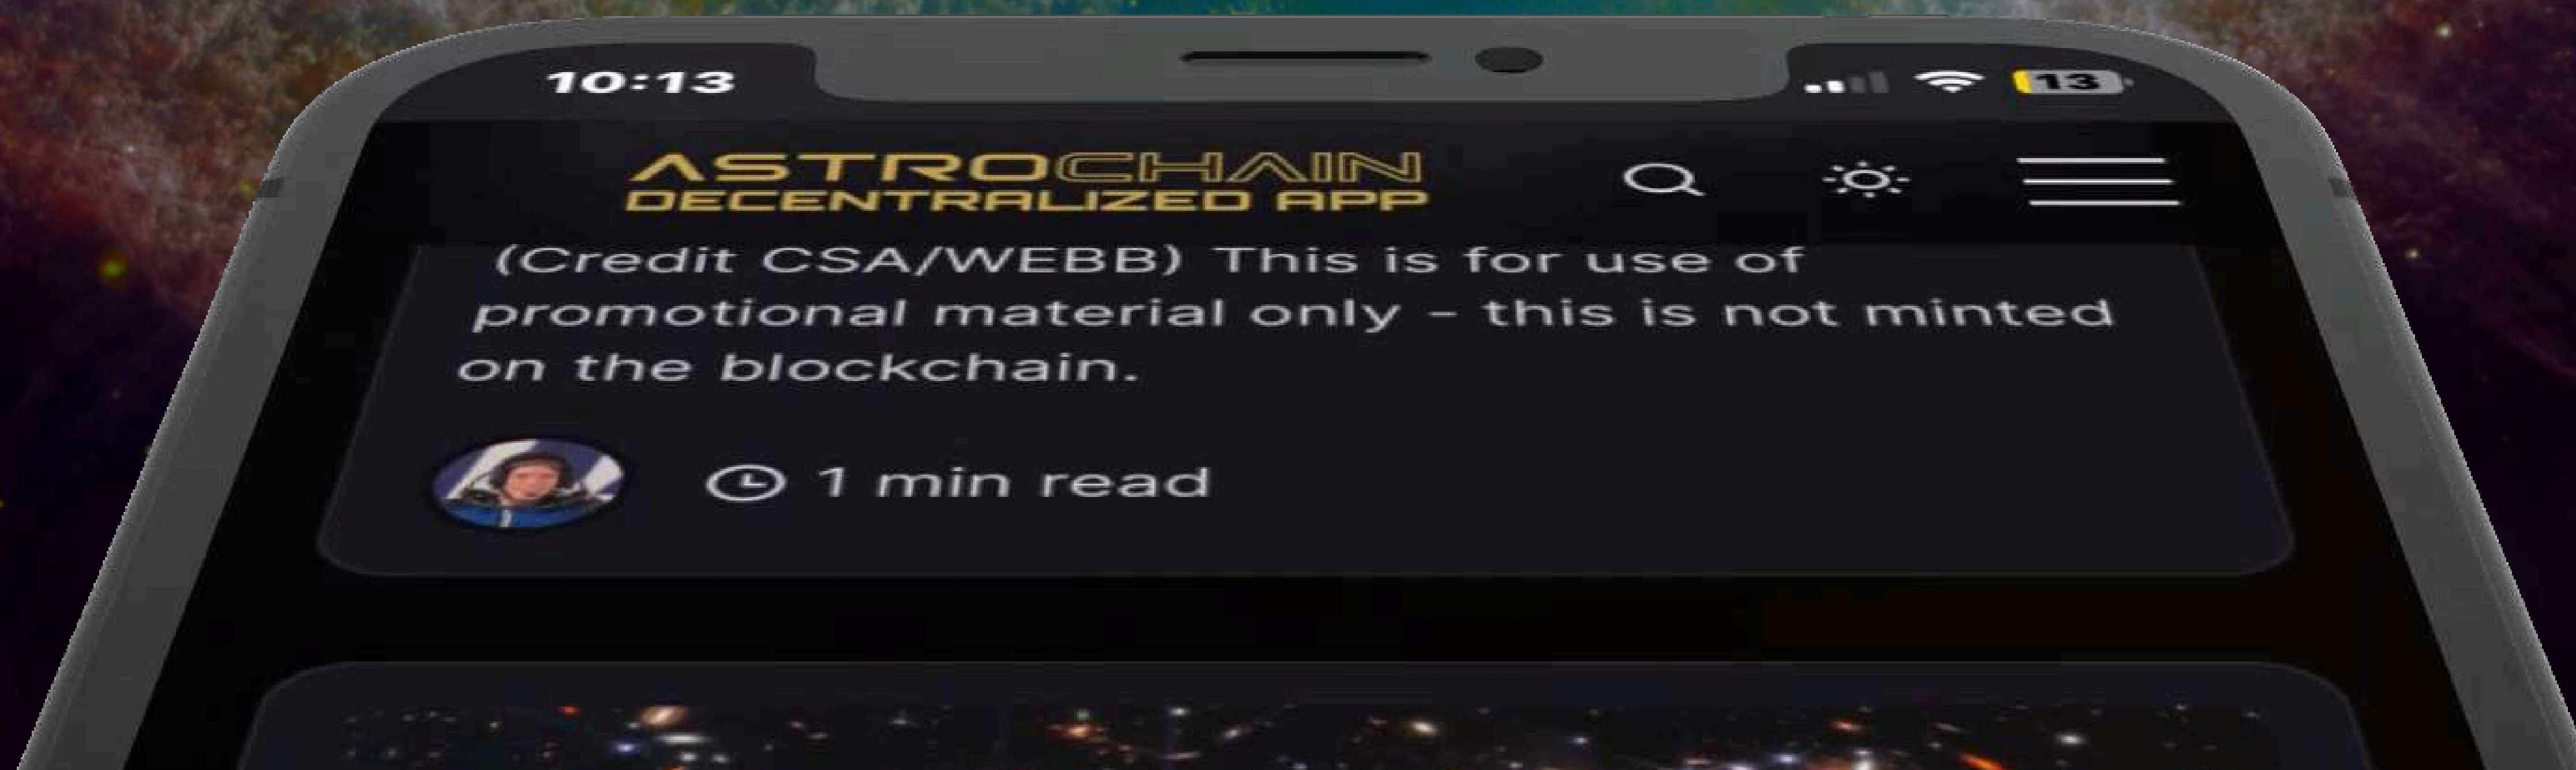 10:13
13
ASTROCHAIN
DECENTRALIZED APP
(Credit CSA/WEBB) This is for use of
promotional material only - this is not minted
on the blockchain.
1 min read